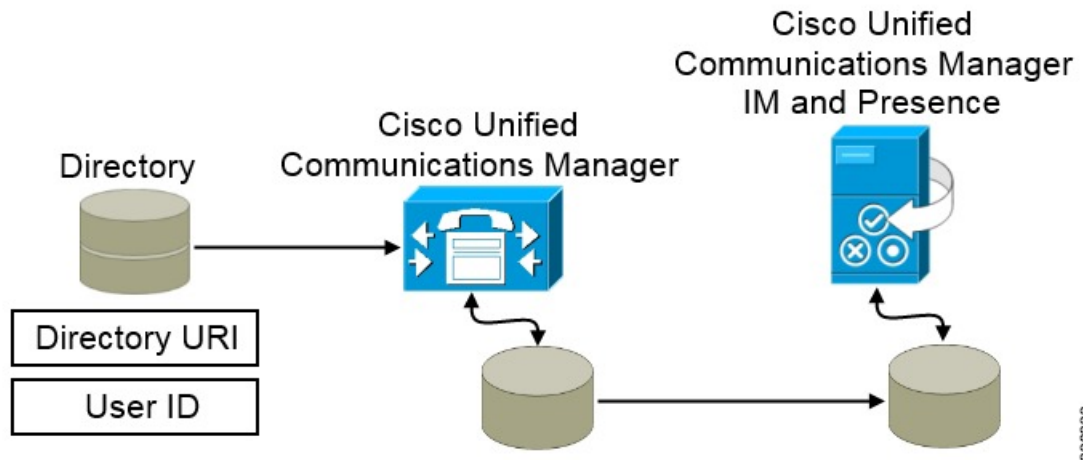 Cisco Unified
Communications Manager
IM and Presence
Cisco Unified
Communications Manager
Directory
Directory URI
User ID